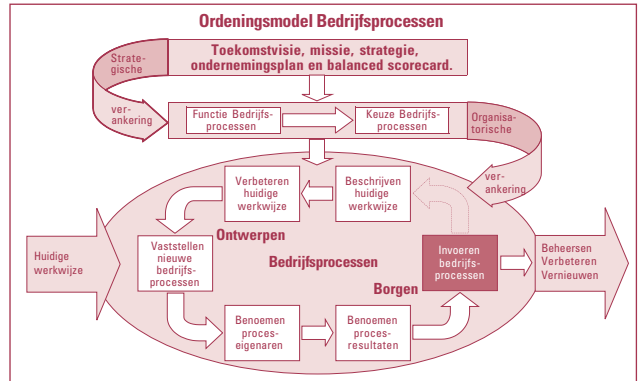 Ordeningsmodel Bedrijfsprocessen
Strate-
gische
Toekomstvisie, missie, strategie,
ondernemingsplan en balanced scorecard.
ver-
ankering
Functie Bedrijfs-
processen
Keuze Bedrijfs-
processen
Organisa-
torische
ver-
ankering
Verbeteren
huidige
werkwijze
Beschrijven
huidige
werkwijze
Ontwerpen
Huidige
werkwijze
Vaststellen
nieuwe
bedrijfs-
processen
Bedrijfsprocessen
Invoeren
bedrijfs-
processen
Beheersen
Verbeteren
Vernieuwen
Borgen
Benoemen
proces-
eigenaren
Benoemen
proces-
resultaten